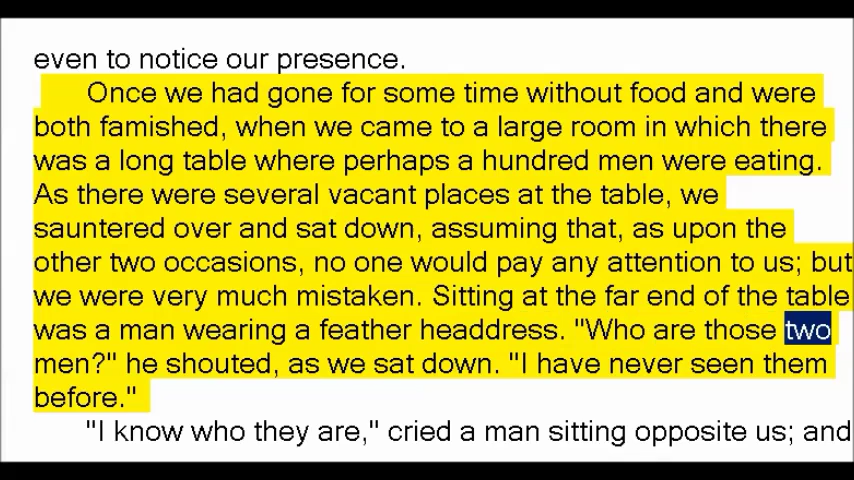 even to notice our presence.
Once we had gone for some time without food and were
both famished, when we came to a large room in which there
was a long table where perhaps a hundred men were eating.
As there were several vacant places at the table, we
sauntered over and sat down, assuming that, as upon the
other two occasions, no one would pay any attention to us; but
we were very much mistaken. Sitting at the far end of the table
was a man wearing a feather headdress. "Who are those two
men?" he shouted, as we sat down. "I have never seen them
before."
"I know who they are," cried a man sitting opposite us; and